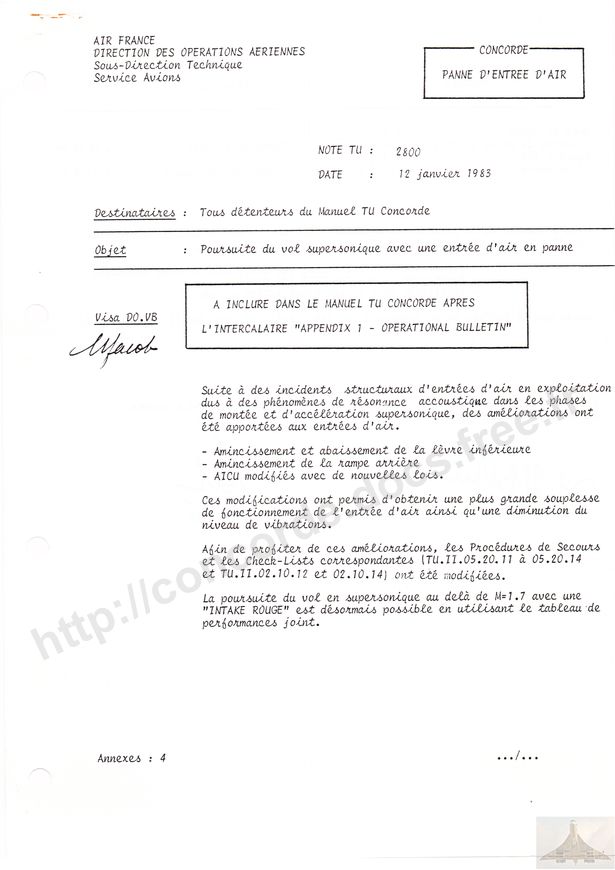 AIR FRANCE
DIRECTION DES OPERATIONS AERIENNES
Sous-Direction Technique
Service Avions
CONCORDE
PANNE D'ENTREE D'AIR
NOTE TU : 2800
DATE : 12 janvier 1983
Destinataires : Tous détenteurs du Manuel TU Concorde
Objet : Poursuite du vol supersonique avec une entrée d'air en panne
A INCLURE DANS LE MANUEL TU CONCORDE APRES
L'INTERCALAIRE "APPENDIX 1 - OPERATIONAL BULLETIN"
Visa DO.VB
Suite à des incidents structuraux d'entrées d'air en exploitation
dus à des phénomènes de résonance accoustique dans les phases
de montée et d'accélération supersonique, des améliorations ont
été apportées aux entrées d'air.
- Amincissement et abaissement de la lèvre inférieure
- Amincissement de la rampe arrière
- AICU modifiés avec de nouvelles lois.
Ces modifications ont permis d'obtenir une plus grande souplesse
de fonctionnement de l'entrée d'air ainsi qu'une diminution du
niveau de vibrations.
Afin de profiter de ces améliorations, les Procédures de Secours
et les Check-Lists correspondantes (TU.II.05.20.11 à 05.20.14
et TU.II.02.10.12 et 02.10.14) ont été modifiées.
La poursuite du vol en supersonique au delà de M=1.7 avec une
"INTAKE ROUGE" est désormais possible en utilisant le tableau de
performances joint.
Annexes : 4
.../...
http://concorde-docs.free.fr